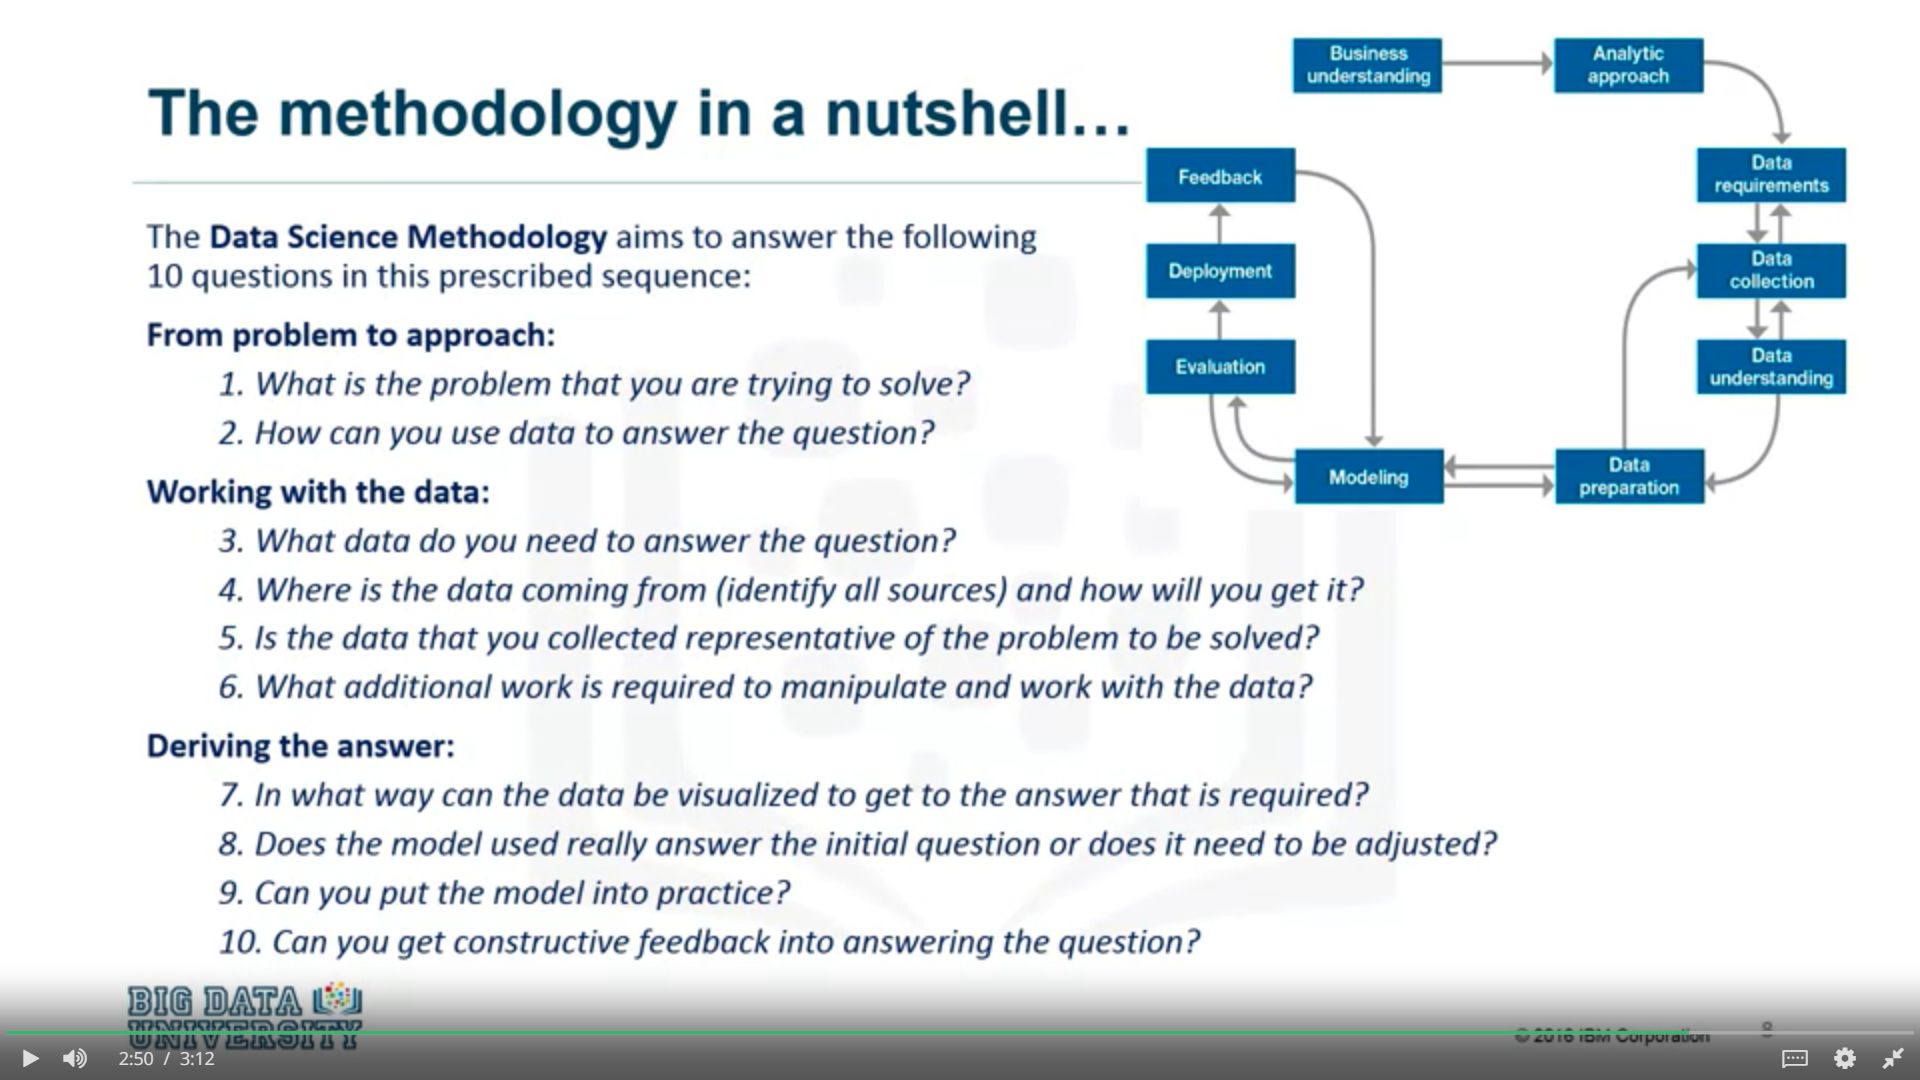 The methodology in a nutshell...
The Data Science Methodology aims to answer the following
10 questions in this prescribed sequence:
From problem to approach:
1. What is the problem that you are trying to solve?
2. How can you use data to answer the question?
Working with the data:
3. What data do you need to answer the question?
4. Where is the data coming from (identify all sources) and how will you get it?
5. Is the data that you collected representative of the problem to be solved?
6. What additional work is required to manipulate and work with the data?
Deriving the answer:
7. In what way can the data be visualized to get to the answer that is required?
8. Does the model used really answer the initial question or does it need to be adjusted?
9. Can you put the model into practice?
10. Can you get constructive feedback into answering the question?
Business
understanding
Analytic
approach
Data
requirements
Data
collection
Data
understanding
Data
preparation
Modeling
Evaluation
Deployment
Feedback
BIG DATA
UNIVERSITY
© 2016 IBM Corporation
8
2:50 / 3:12